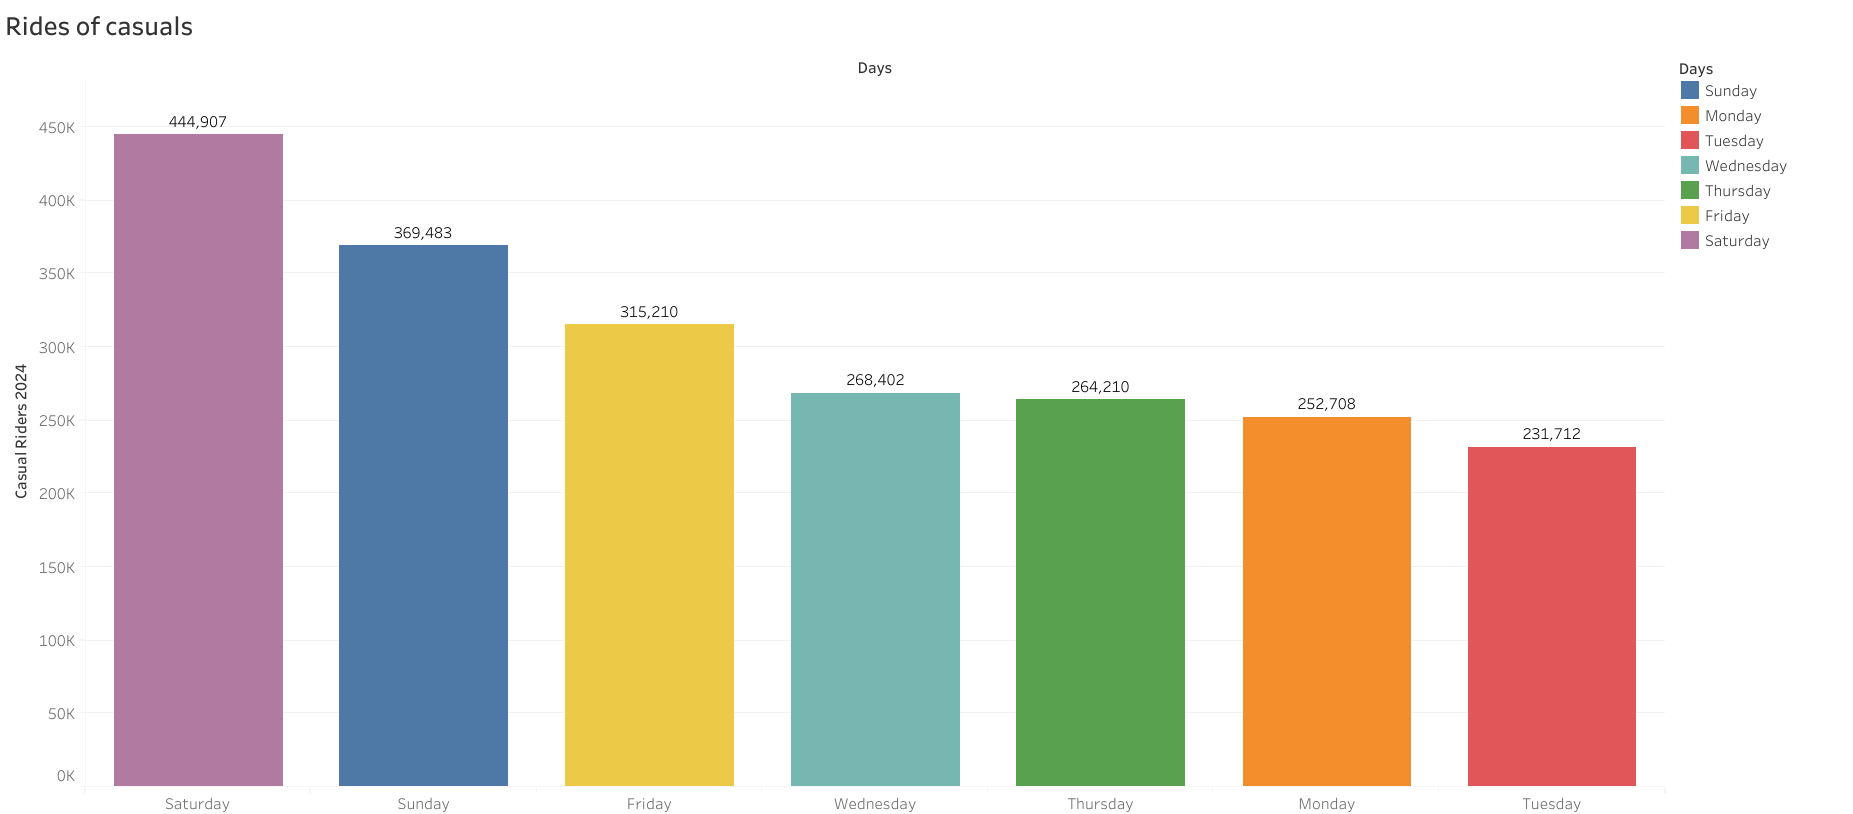 Rides of casuals
Days
Casual Riders 2024
450K
400K
350K
300K
250K
200K
150K
100K
50K
0K
444,907
369,483
315,210
268,402
264,210
252,708
231,712
Saturday
Sunday
Friday
Wednesday
Thursday
Monday
Tuesday
Days
Sunday
Monday
Tuesday
Wednesday
Thursday
Friday
Saturday